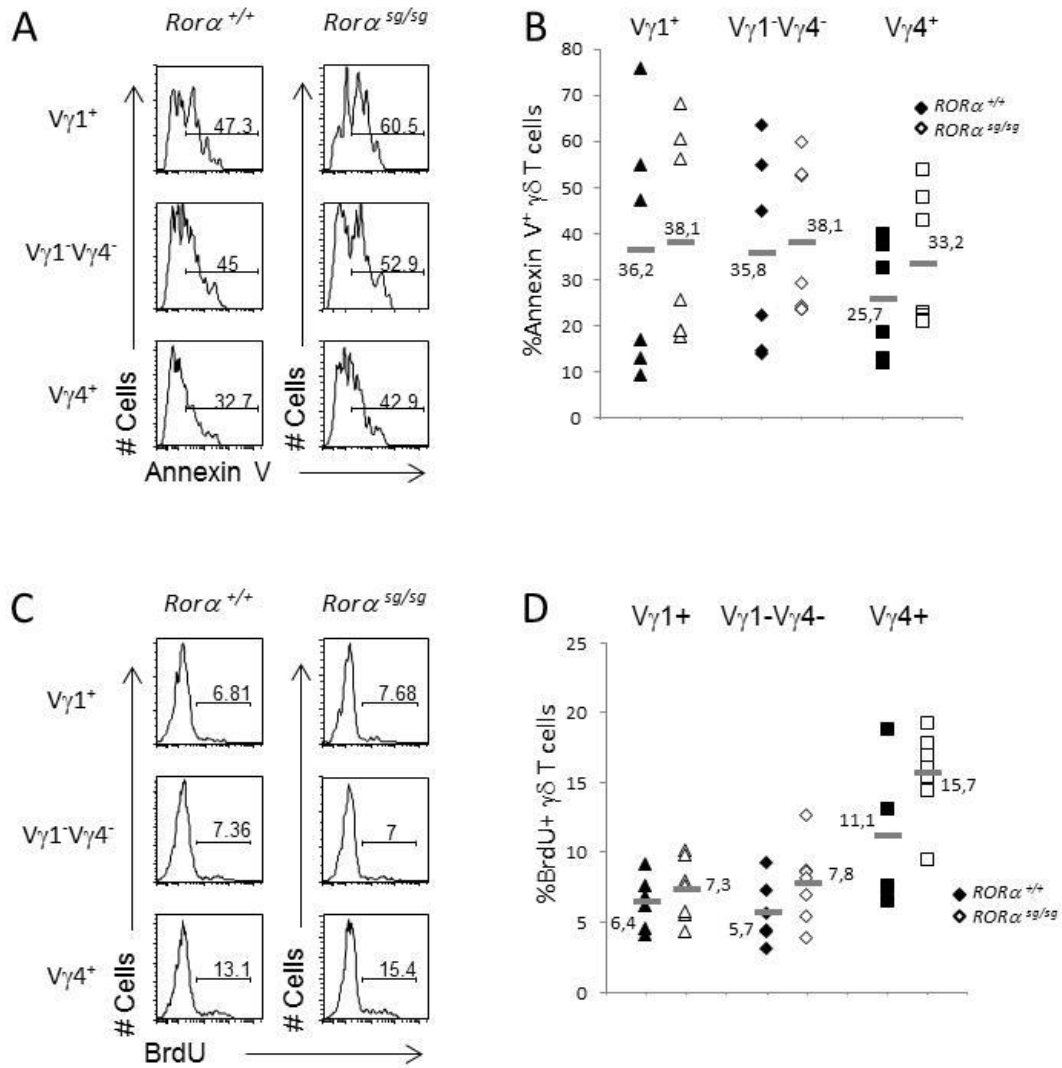 A
Rorα +/+
Rorα sg/sg
Vγ1+
47.3
60.5
Vγ1-Vγ4-
45
52.9
Vγ4+
32.7
42.9
# Cells
# Cells
Annexin V
B
Vγ1+
Vγ1-Vγ4-
Vγ4+
%Annexin V+ γδ T cells
80
70
60
50
40
30
20
10
0
RORα +/+
RORα sg/sg
36,2
38,1
35,8
38,1
25,7
33,2
C
Rorα +/+
Rorα sg/sg
Vγ1+
6.81
7.68
Vγ1-Vγ4-
7.36
7
Vγ4+
13.1
15.4
# Cells
# Cells
BrdU
D
Vγ1+
Vγ1-Vγ4-
Vγ4+
%BrdU+ γδ T cells
25
20
15
10
5
0
6,4
7,3
5,7
7,8
11,1
15,7
RORα +/+
RORα sg/sg